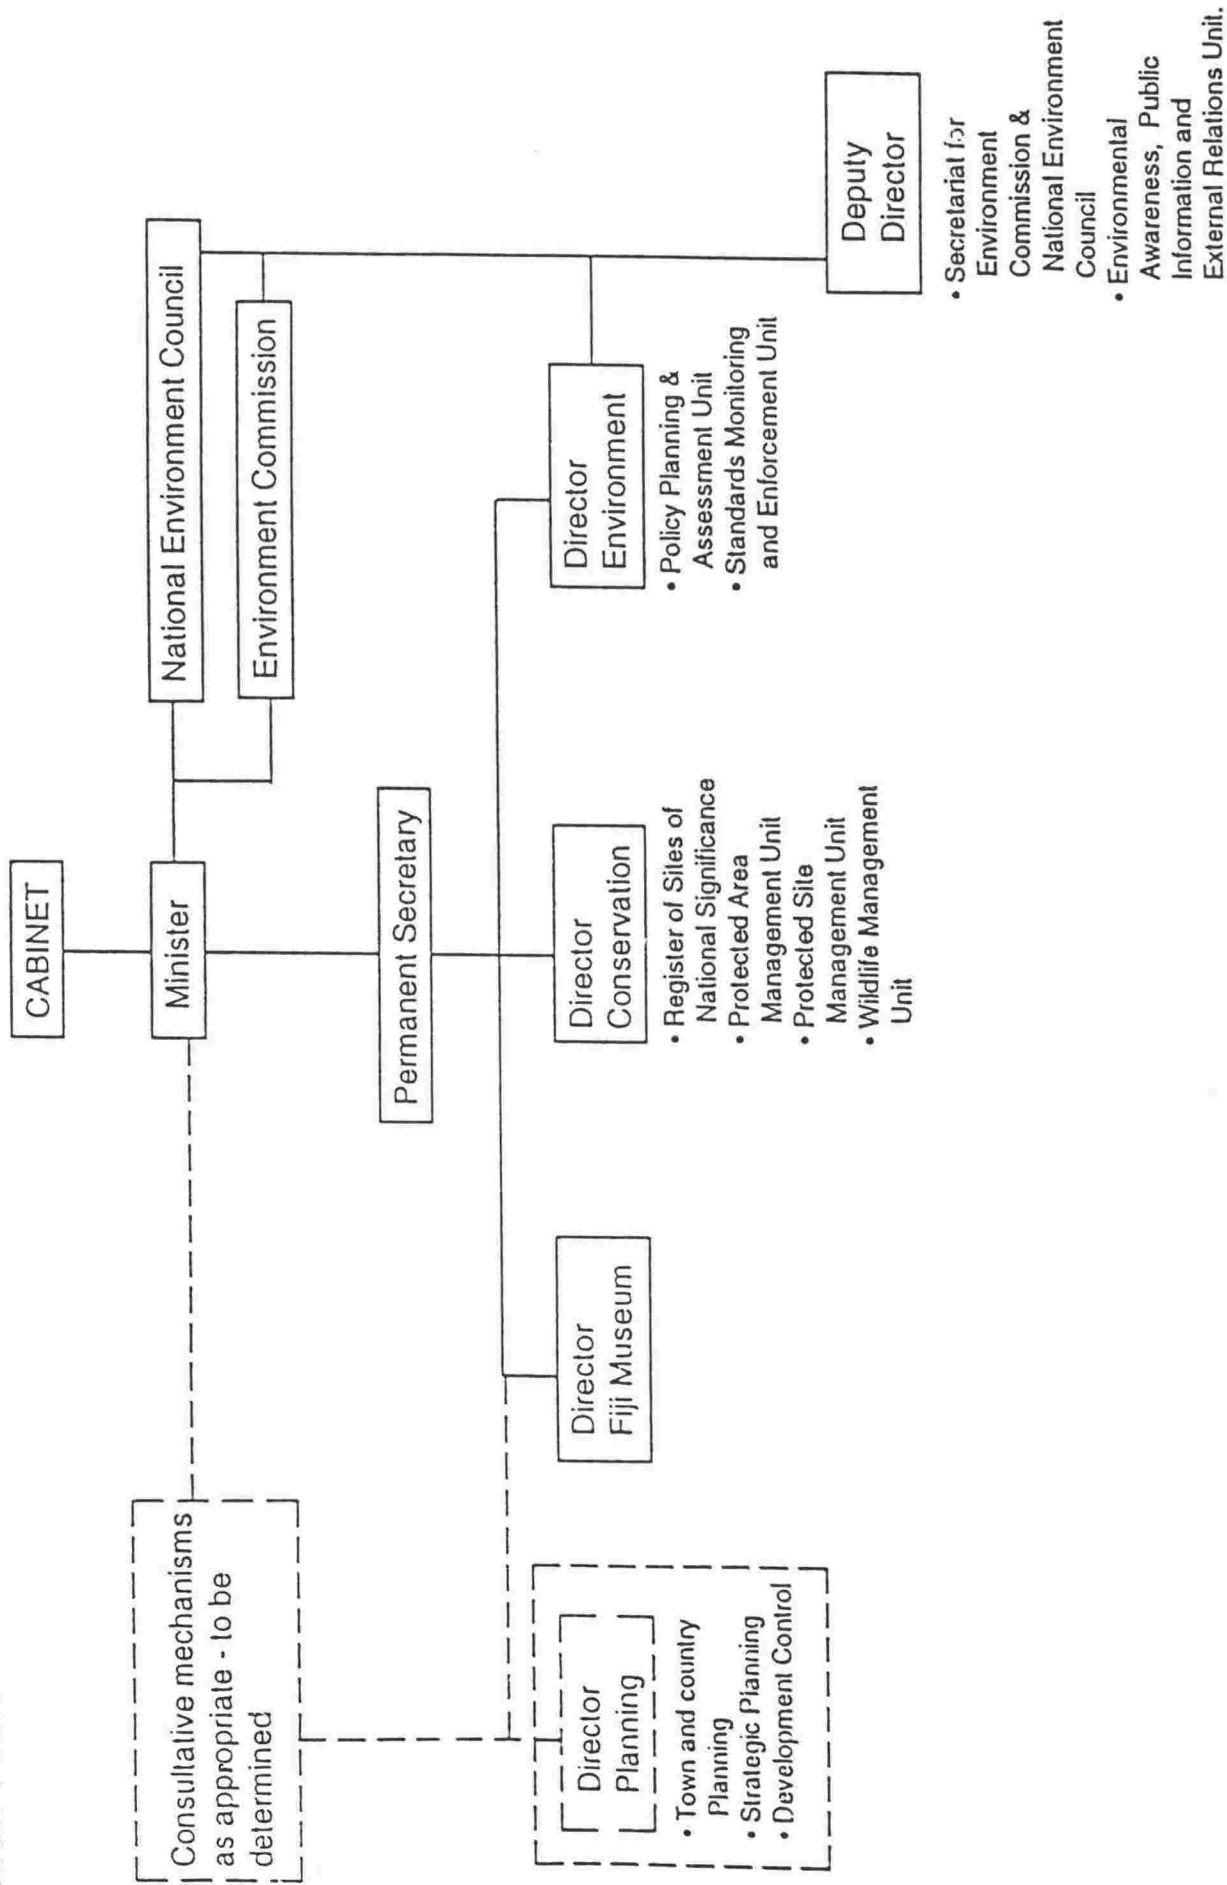 CABINET
Minister
National Environment Council
Environment Commission
Consultative mechanisms
as appropriate - to be
determined
Permanent Secretary
Director
Planning
• Town and country
Planning
• Strategic Planning
• Development Control
Director
Fiji Museum
Director
Conservation
• Register of Sites of
National Significance
• Protected Area
Management Unit
• Protected Site
Management Unit
• Wildlife Management
Unit
Director
Environment
• Policy Planning &
Assessment Unit
• Standards Monitoring
and Enforcement Unit
Deputy
Director
• Secretariat for
Environment
Commission &
National Environment
Council
• Environmental
Awareness, Public
Information and
External Relations Unit.